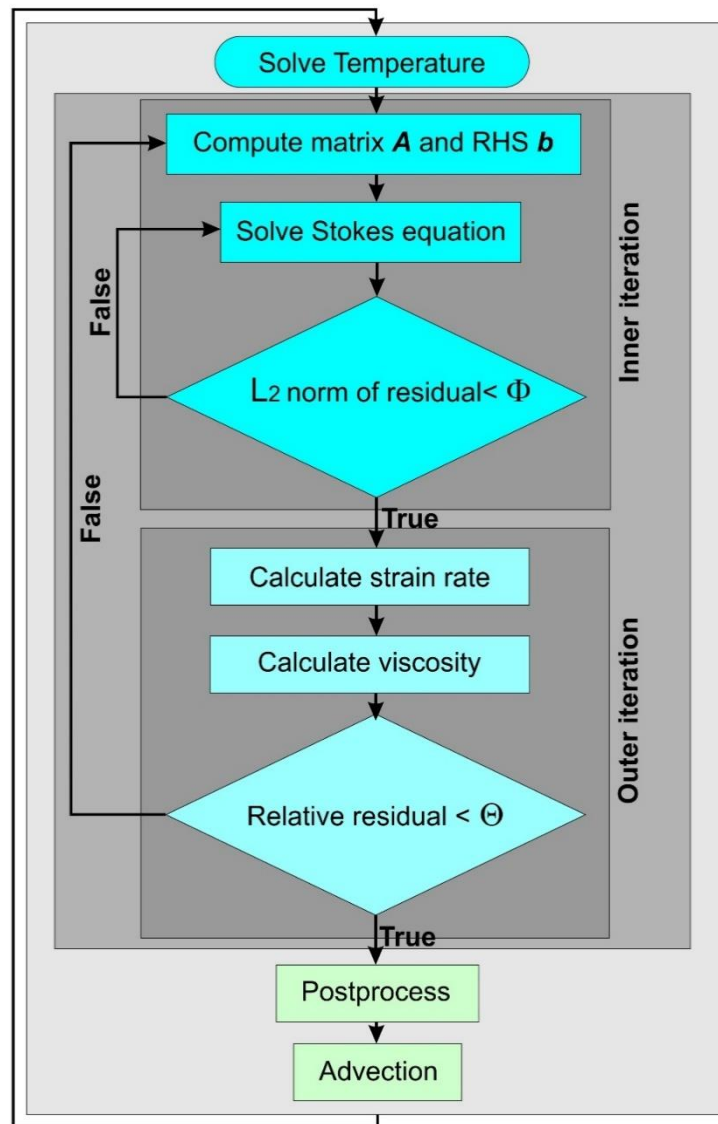 Solve Temperature
Compute matrix A and RHS b
Solve Stokes equation
False
L2 norm of residual< Φ
Inner iteration
True
False
Calculate strain rate
Calculate viscosity
Relative residual < Θ
Outer iteration
True
Postprocess
Advection